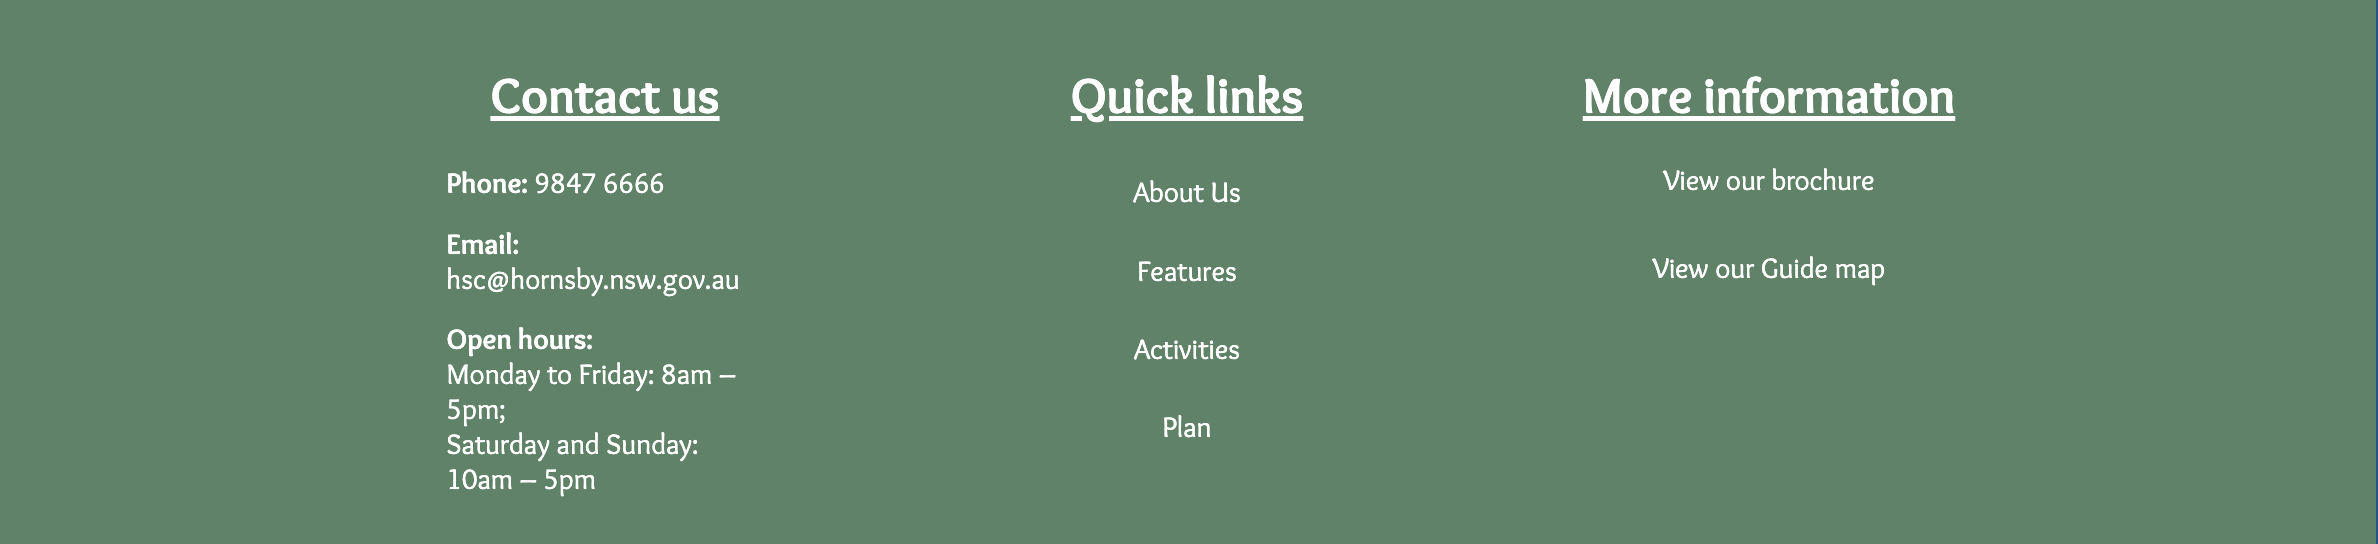 Contact us
Phone: 9847 6666
Email:
hsc@hornsby.nsw.gov.au
Open hours:
Monday to Friday: 8am –
5pm;
Saturday and Sunday:
10am – 5pm
Quick links
About Us
Features
Activities
Plan
More information
View our brochure
View our Guide map